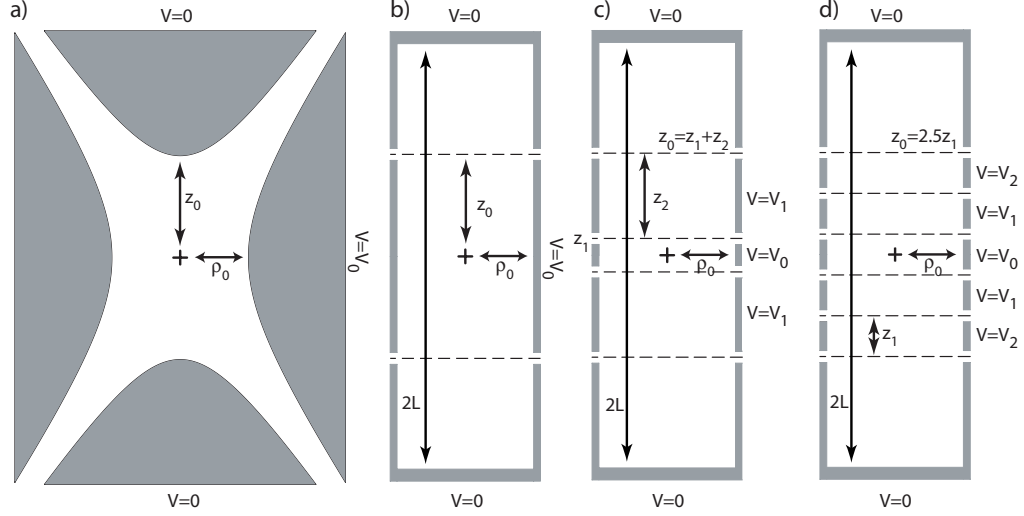 a)
V=0
z0
ρ0
V=V0
V=0
b)
V=0
z0
ρ0
V=V0
2L
V=0
c)
V=0
z0=z1+z2
z2
V=V1
z1
V=V0
ρ0
V=V1
2L
V=0
d)
V=0
z0=2.5z1
V=V2
V=V1
V=V0
ρ0
V=V1
z1
V=V2
2L
V=0